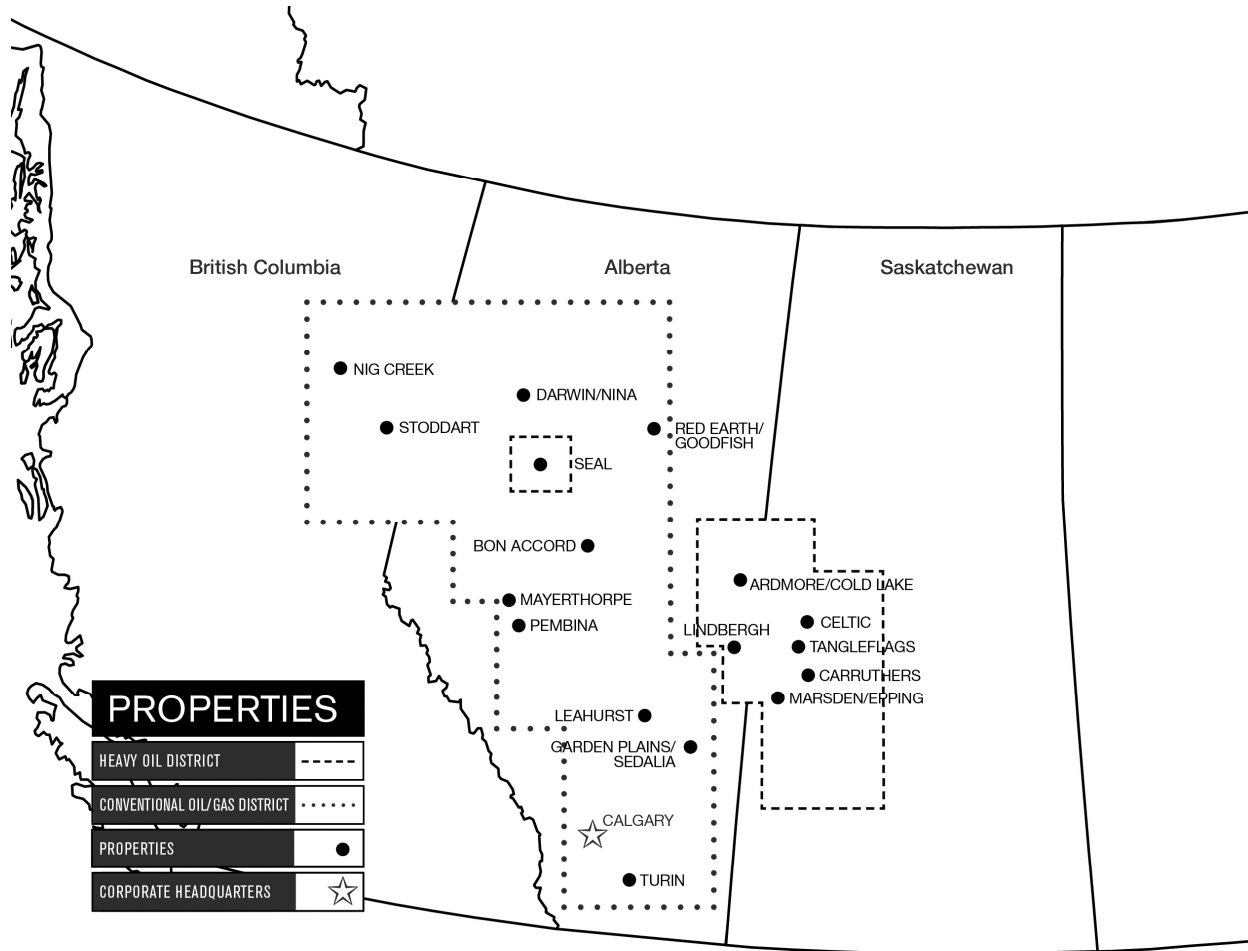 British Columbia
Alberta
Saskatchewan
NIG CREEK
DARWIN/NINA
STODDART
RED EARTH/
GOODFISH
SEAL
BON ACCORD
ARDMORE/COLD LAKE
MAYERTHORPE
PEMBINA
CELTIC
LINDBERGH
TANGLEFLAGS
CARRUTHERS
MARSDEN/EPPING
LEAHURST
GARDEN PLAINS/
SEDALIA
CALGARY
TURIN
PROPERTIES
HEAVY OIL DISTRICT
CONVENTIONAL OIL/GAS DISTRICT
PROPERTIES
CORPORATE HEADQUARTERS